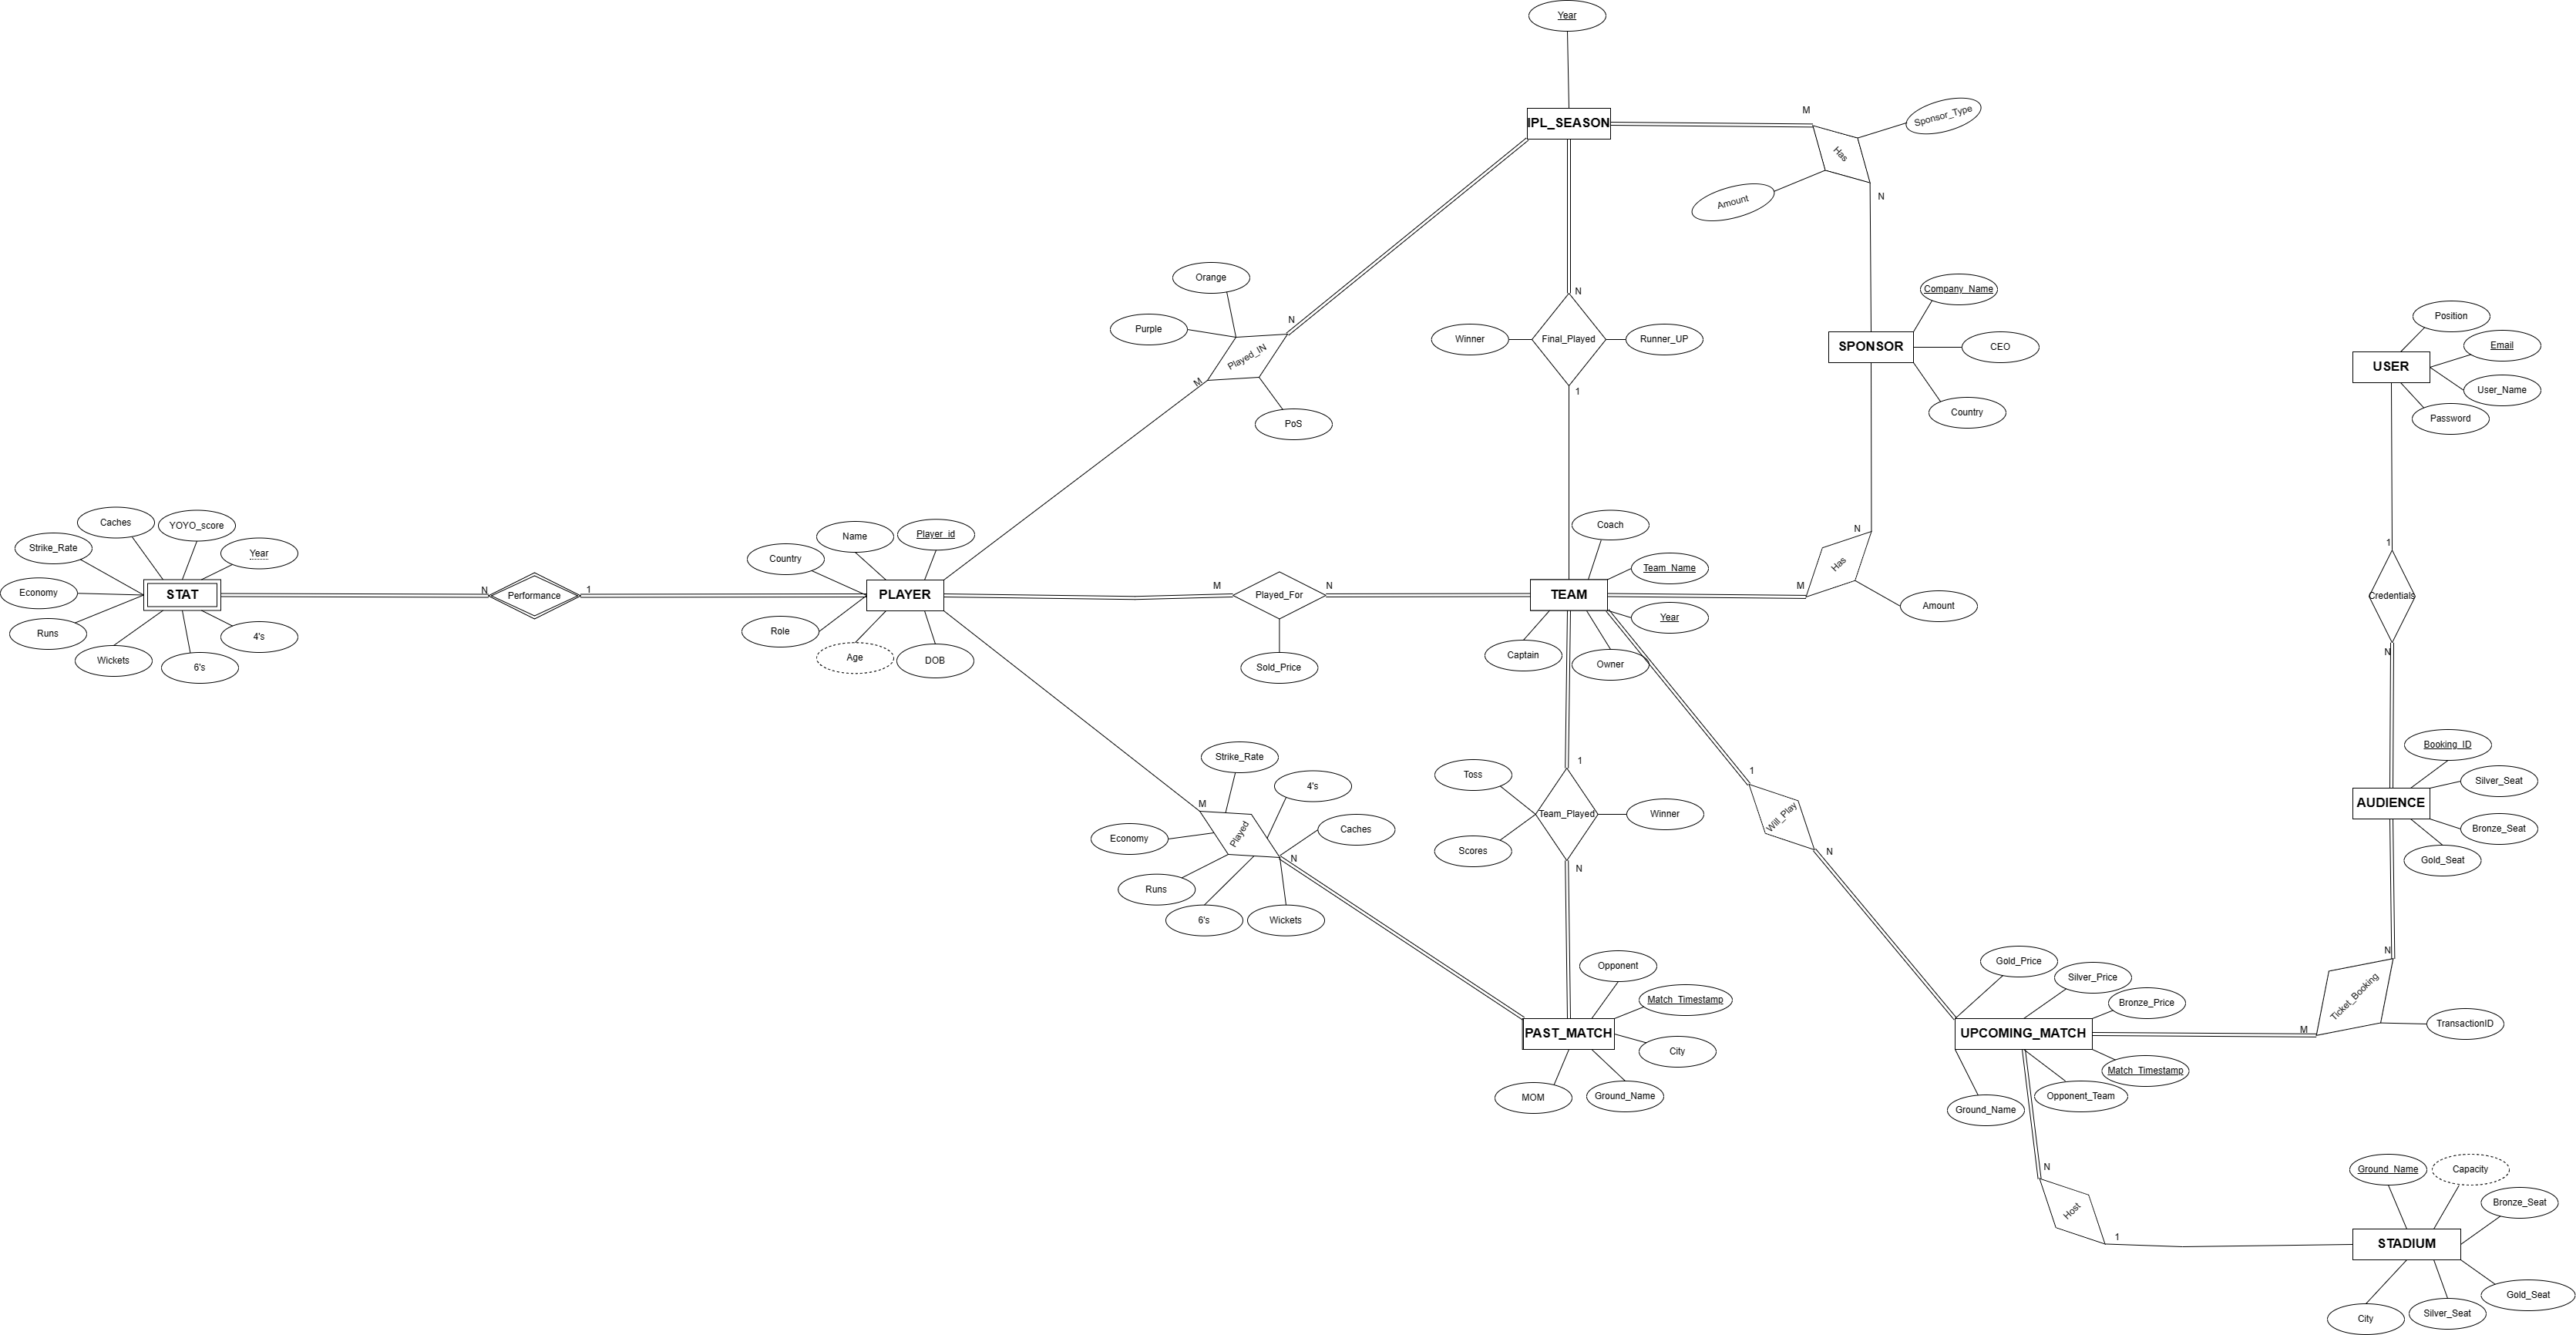 Year
IPL_SEASON
M
Sponsor_Type
Has
Amount
N
Orange
Purple
N
Played_IN
M
PoS
N
Winner
Final_Played
Runner_UP
1
Company_Name
SPONSOR
CEO
Country
Position
Email
USER
User_Name
Password
Caches
YOYO_score
Strike_Rate
Year
Economy
STAT
Runs
4's
Wickets
6's
N
Performance
1
Name
Player_id
Country
PLAYER
Role
Age
DOB
M
Played_For
N
Sold_Price
Coach
Team_Name
TEAM
Year
Captain
Owner
N
Has
M
Amount
1
Credentials
N
Booking_ID
Silver_Seat
AUDIENCE
Bronze_Seat
Gold_Seat
Strike_Rate
4's
M
Caches
Economy
Played
N
Runs
6's
Wickets
1
Toss
Team_Played
Winner
Scores
N
1
Will_Play
N
Opponent
Match_Timestamp
PAST_MATCH
City
MOM
Ground_Name
Gold_Price
Silver_Price
Bronze_Price
UPCOMING_MATCH
Match_Timestamp
Opponent_Team
Ground_Name
N
Ticket_Booking
M
TransactionID
N
Host
1
Ground_Name
Capacity
Bronze_Seat
STADIUM
Gold_Seat
Silver_Seat
City